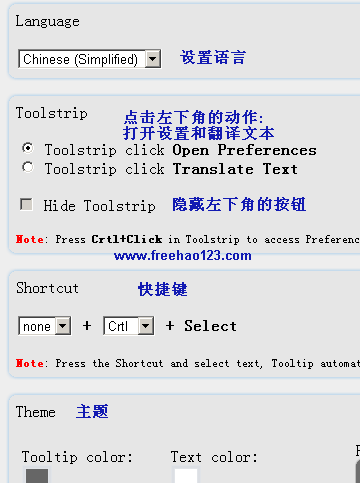 Language
Chinese (Simplified) 设置语言
Toolstrip 点击左下角的动作:
打开设置和翻译文本
Toolstrip click Open Preferences
Toolstrip click Translate Text
Hide Toolstrip 隐藏左下角的按钮
Note: Press Crtl+Click in Toolstrip to access Preferenc
www.freehao123.com
Shortcut 快捷键
none + Crtl + Select
Note: Press the Shortcut and select text, Tooltip automat
Theme 主题
Tooltip color: Text color: